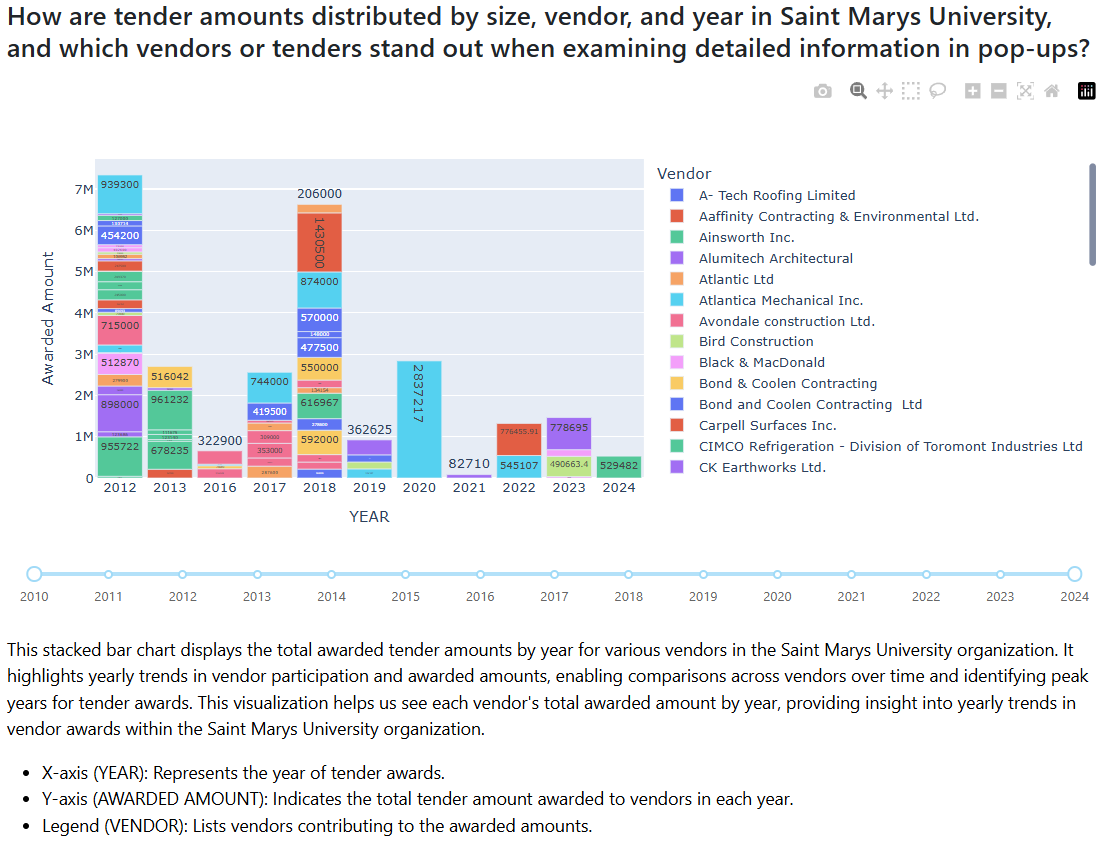 How are tender amounts distributed by size, vendor, and year in Saint Marys University,
and which vendors or tenders stand out when examining detailed information in pop-ups?
Vendor
A- Tech Roofing Limited
Aaffinity Contracting & Environmental Ltd.
Ainsworth Inc.
Alumitech Architectural
Atlantic Ltd
Atlantica Mechanical Inc.
Avondale construction Ltd.
Bird Construction
Black & MacDonald
Bond & Coolen Contracting
Bond and Coolen Contracting  Ltd
Carpell Surfaces Inc.
CIMCO Refrigeration - Division of Toromont Industries Ltd
CK Earthworks Ltd.
Awarded Amount
7M
6M
5M
4M
3M
2M
1M
0
939300
454200
715000
512870
898000
955722
516042
961232
678235
322900
744000
419500
353000
206000
1430500
874000
570000
148000
477500
550000
616967
592000
362625
2837217
82710
776455.91
545107
778695
490663.4
529482
2012 2013 2016 2017 2018 2019 2020 2021 2022 2023 2024
YEAR
2010 2011 2012 2013 2014 2015 2016 2017 2018 2019 2020 2021 2022 2023 2024
This stacked bar chart displays the total awarded tender amounts by year for various vendors in the Saint Marys University organization. It
highlights yearly trends in vendor participation and awarded amounts, enabling comparisons across vendors over time and identifying peak
years for tender awards. This visualization helps us see each vendor's total awarded amount by year, providing insight into yearly trends in
vendor awards within the Saint Marys University organization.
• X-axis (YEAR): Represents the year of tender awards.
• Y-axis (AWARDED AMOUNT): Indicates the total tender amount awarded to vendors in each year.
• Legend (VENDOR): Lists vendors contributing to the awarded amounts.